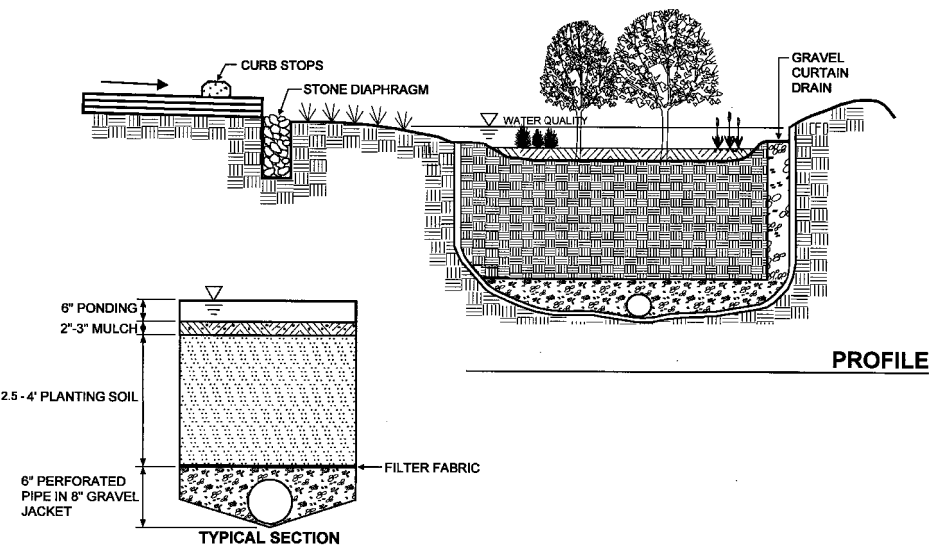 CURB STOPS
STONE DIAPHRAGM
GRAVEL
CURTAIN
DRAIN
WATER QUALITY
PROFILE
6" PONDING
2"-3" MULCH
2.5 - 4' PLANTING SOIL
FILTER FABRIC
6" PERFORATED
PIPE IN 8" GRAVEL
JACKET
TYPICAL SECTION